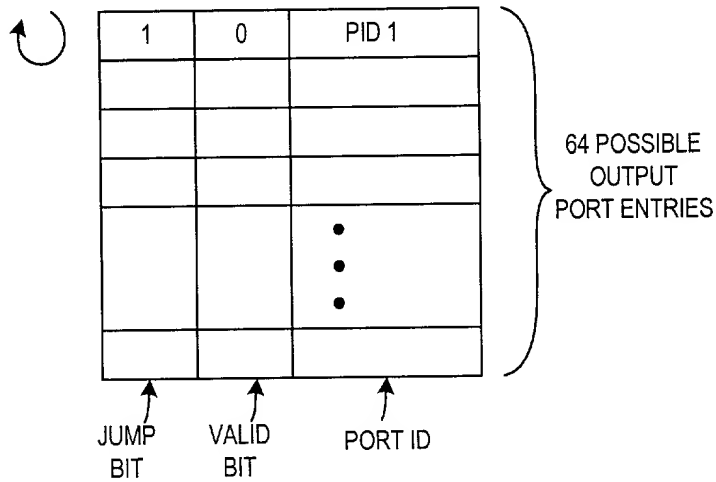 1 0 PID 1
64 POSSIBLE
OUTPUT
PORT ENTRIES
JUMP
BIT
VALID
BIT
PORT ID